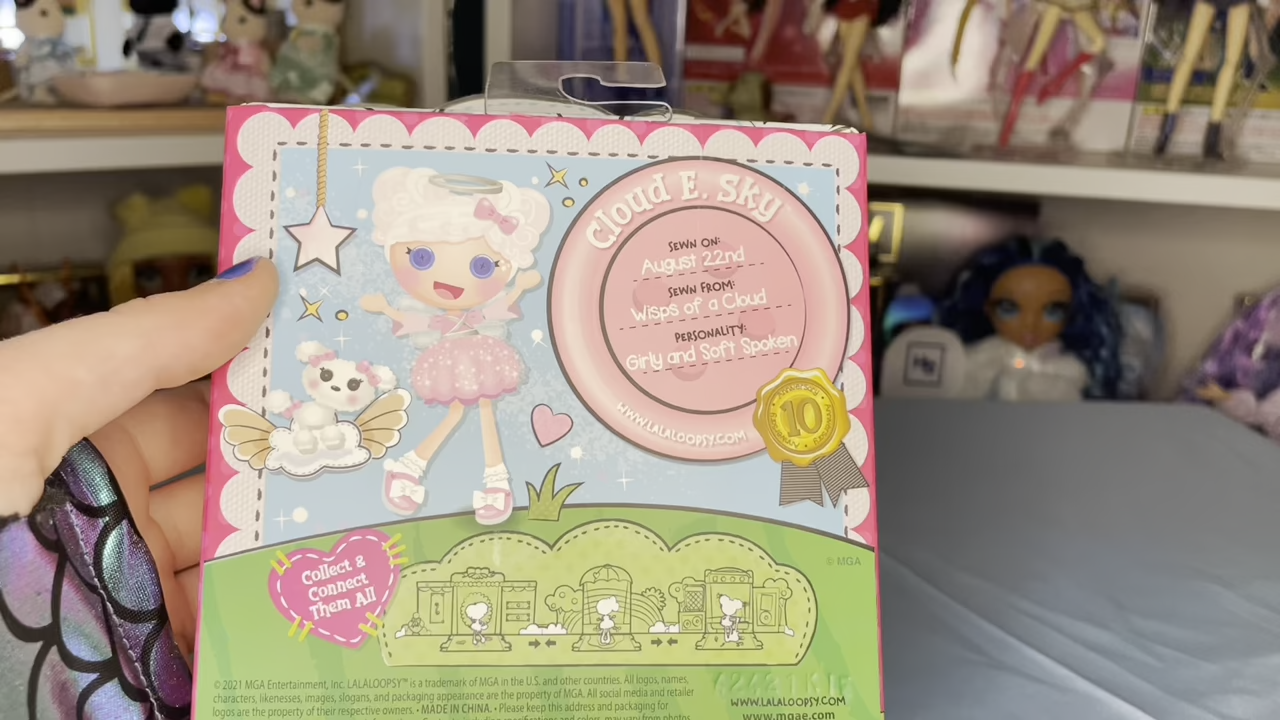 Cloud E. Sky
SEWN ON:
August 22nd
SEWN FROM:
Wisps of a Cloud
PERSONALITY:
Girly and Soft Spoken
WWW.LALALOOPSY.COM
10
Collect &
Connect
Them All
© MGA
© 2021 MGA Entertainment, Inc. LALALOOPSY™ is a trademark of MGA in the U.S. and other countries. All logos, names,
characters, likenesses, images, slogans, and packaging appearance are the property of MGA. All social media and retailer
logos are the property of their respective owners. • MADE IN CHINA. • Please keep this address and packaging for
WWW.LALALOOPSY.COM
www.mgae.com